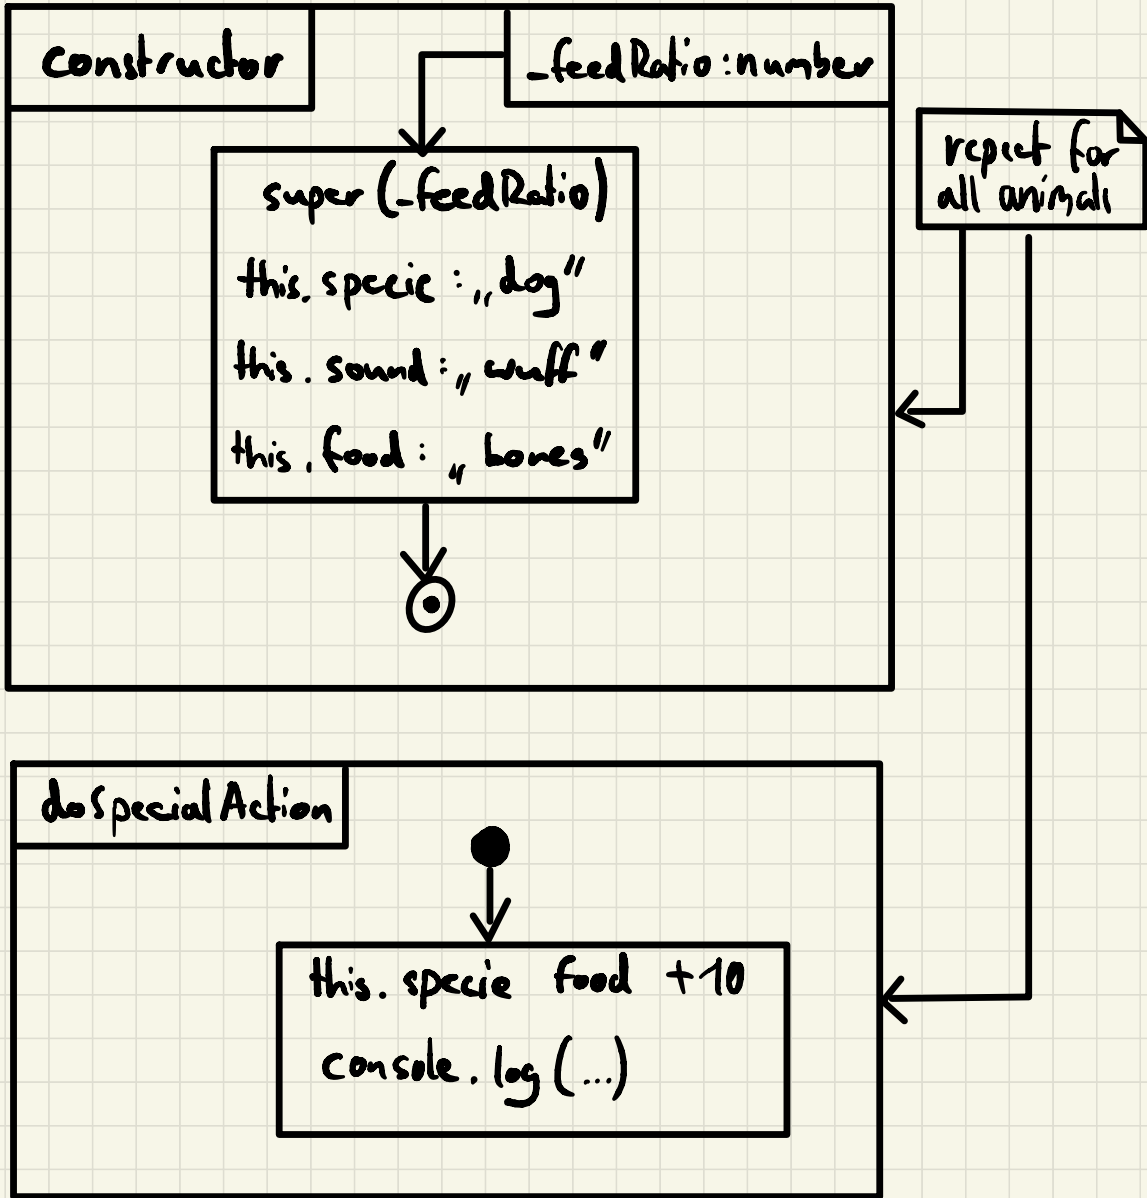 constructor
_feedRatio:number
super(_feedRatio)
this.specie:„dog"
this.sound:„wuff"
this.food:„bones"
repeat for
all animals
doSpecialAction
this.specie food +10
console.log(...)